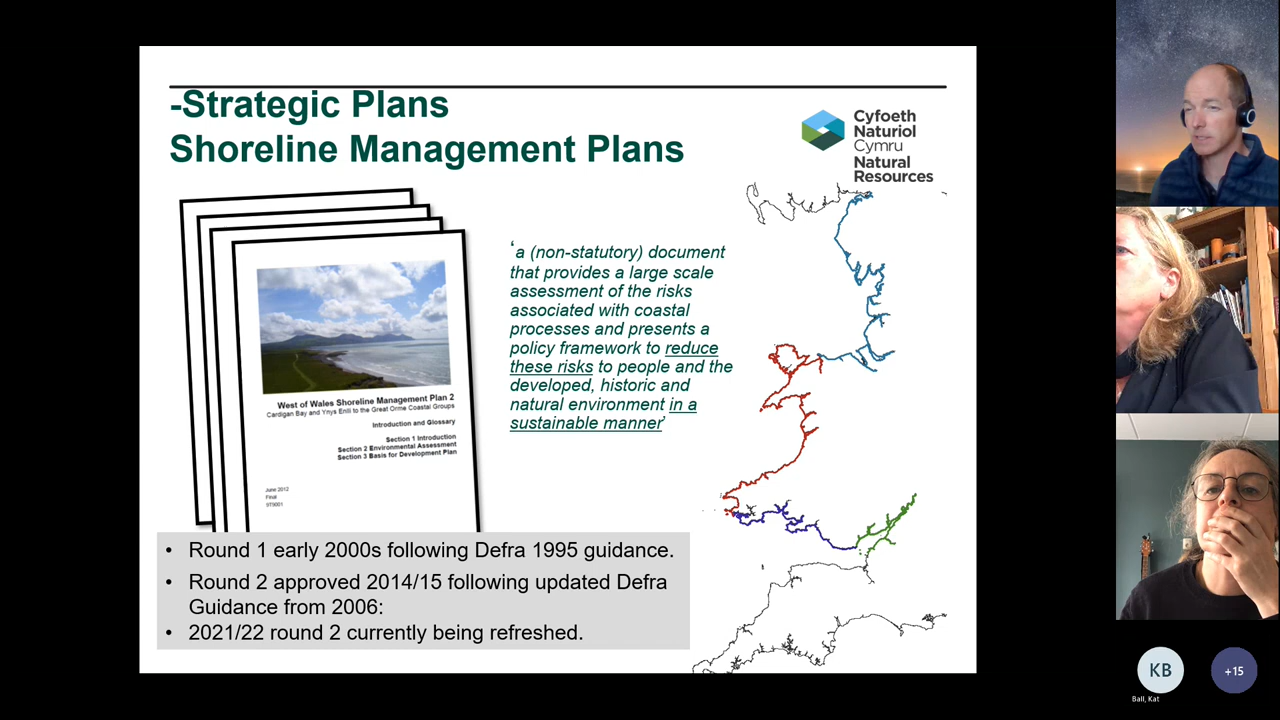 -Strategic Plans
Shoreline Management Plans
Cyfoeth
Naturiol
Cymru
Natural
Resources
‘a (non-statutory) document
that provides a large scale
assessment of the risks
associated with coastal
processes and presents a
policy framework to reduce
these risks to people and the
developed, historic and
natural environment in a
sustainable manner’
West of Wales Shoreline Management Plan 2
Cardigan Bay and Ynys Enlli to the Great Orme Coastal Groups
Introduction and Glossary
Section 1 Introduction
Section 2 Environmental Assessment
Section 3 Basis for Development Plan
June 2012
Final
9T9001
• Round 1 early 2000s following Defra 1995 guidance.
• Round 2 approved 2014/15 following updated Defra
Guidance from 2006:
• 2021/22 round 2 currently being refreshed.
KB
Ball, Kat
+15